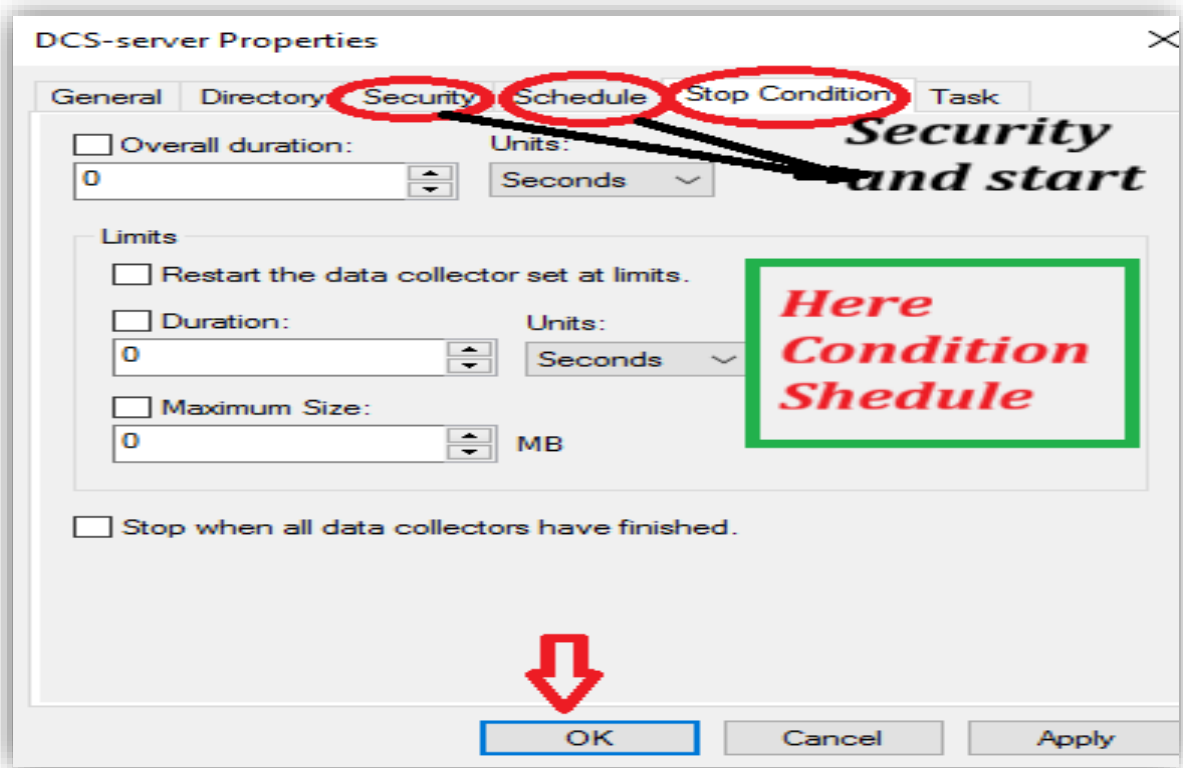 DCS-server Properties
General Directory Security Schedule Stop Condition Task
Security
and start
Overall duration: Units:
0 Seconds
Limits
Restart the data collector set at limits.
Duration: Units:
0 Seconds
Here
Condition
Shedule
Maximum Size:
0 MB
Stop when all data collectors have finished.
OK Cancel Apply